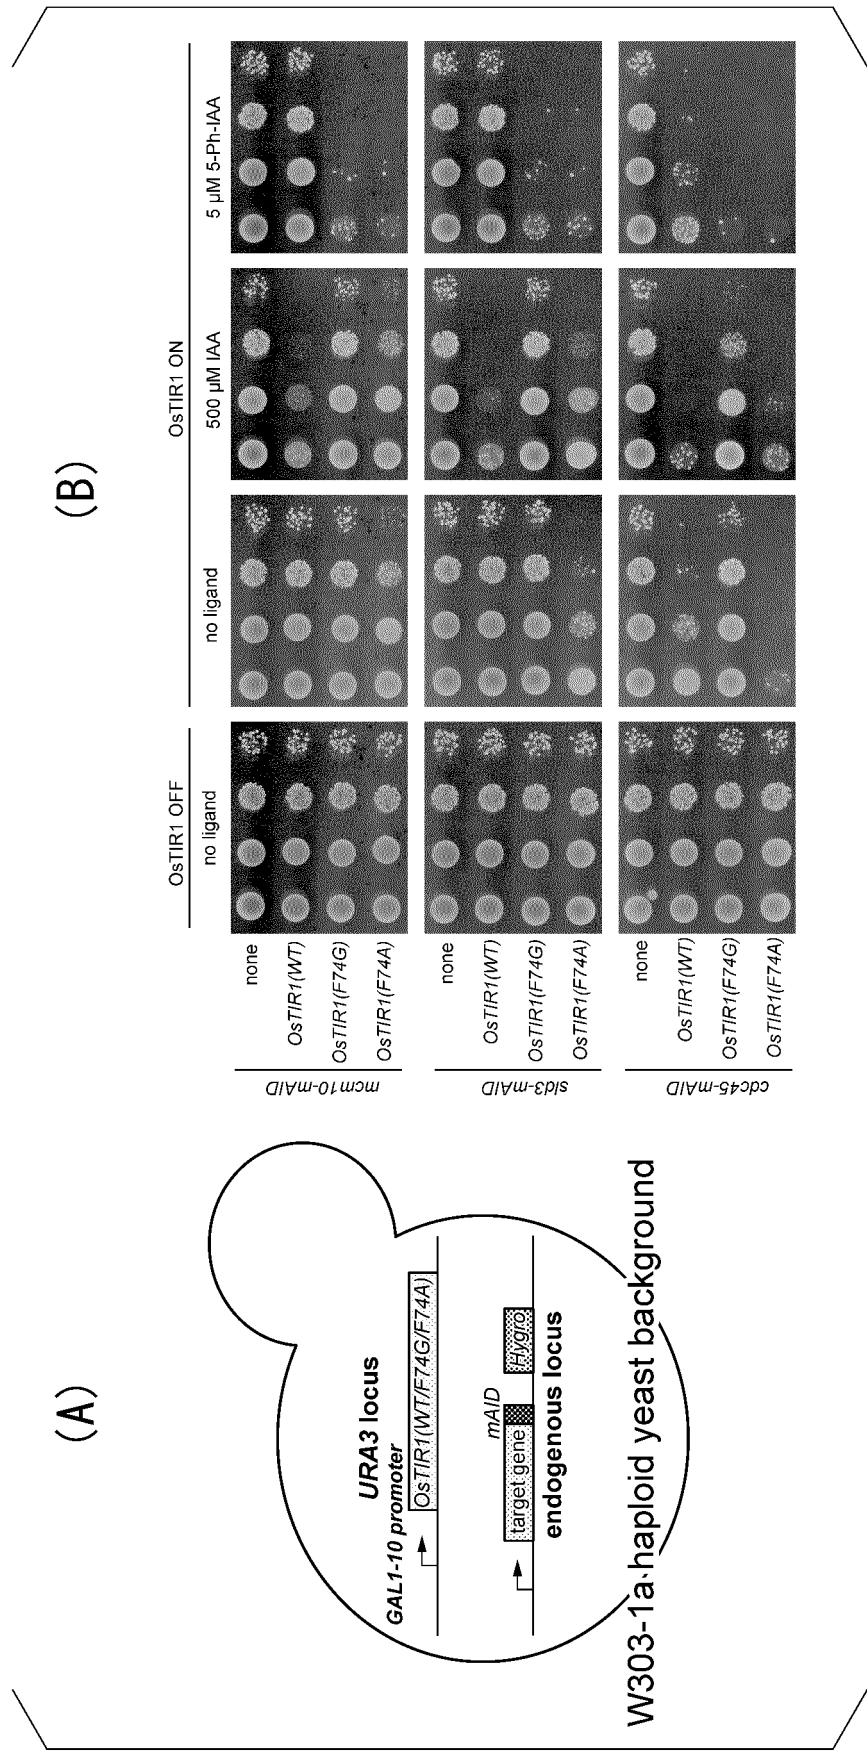 (A)
URA3 locus
GAL1-10 promoter
OsTIR1(WT/F74G/F74A)
mAID
target gene
Hygro
endogenous locus
W303-1a haploid yeast background
(B)
OsTIR1 OFF
OsTIR1 ON
no ligand
no ligand
500 µM IAA
5 µM 5-Ph-IAA
mcm10-mAID
none
OsTIR1(WT)
OsTIR1(F74G)
OsTIR1(F74A)
sld3-mAID
none
OsTIR1(WT)
OsTIR1(F74G)
OsTIR1(F74A)
cdc45-mAID
none
OsTIR1(WT)
OsTIR1(F74G)
OsTIR1(F74A)